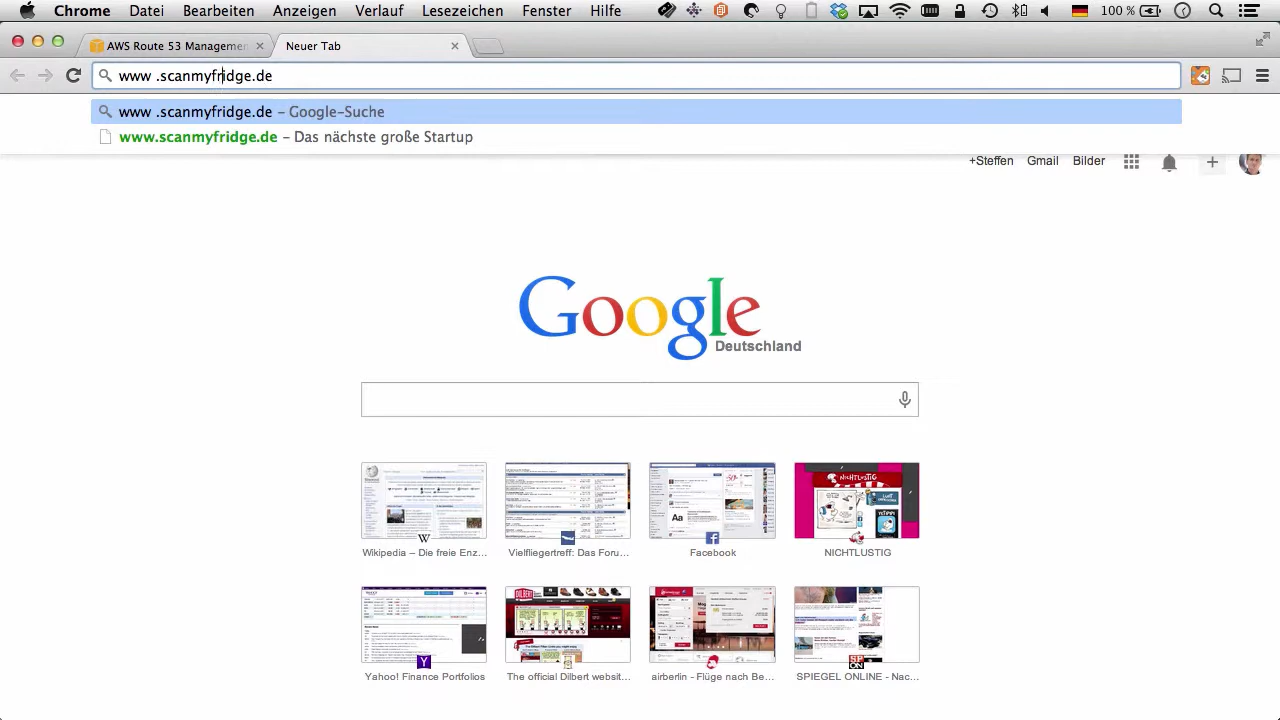 Chrome Datei Bearbeiten Anzeigen Verlauf Lesezeichen Fenster Hilfe 100 %
AWS Route 53 Managemen
Neuer Tab
www .scanmyfridge.de
www .scanmyfridge.de – Google-Suche
www.scanmyfridge.de – Das nächste große Startup
+Steffen Gmail Bilder
Google
Deutschland
NICHTLUSTIG
Wikipedia – Die freie Enz...
Vielfliegertreff: Das Foru...
Facebook
NICHTLUSTIG
DILBERT
Yahoo! Finance Portfolios
The official Dilbert websit...
airberlin - Flüge nach Be...
SPIEGEL ONLINE - Nac...